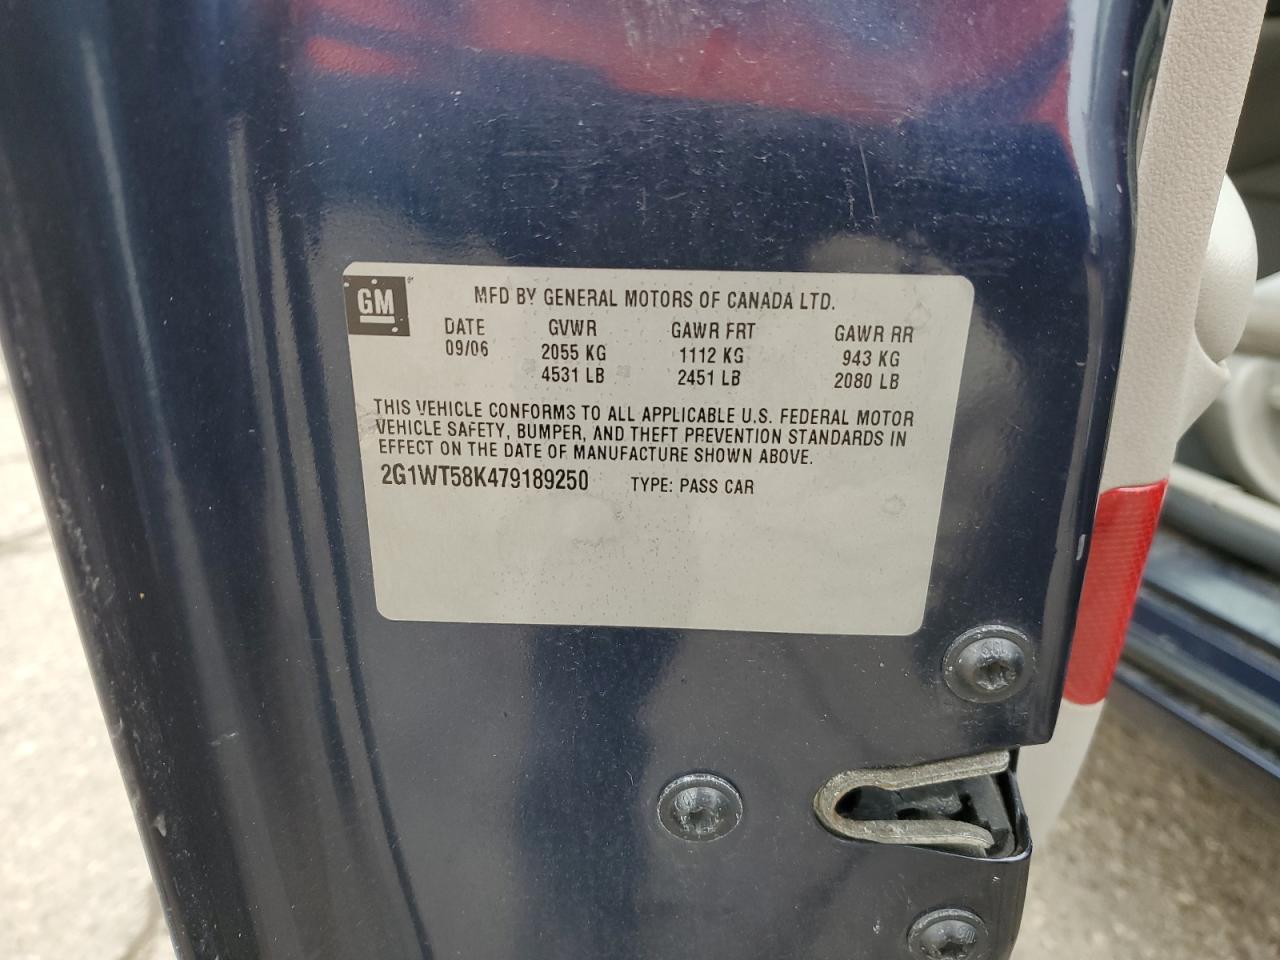 GM
MFD BY GENERAL MOTORS OF CANADA LTD.
DATE GVWR GAWR FRT GAWR RR
09/06 2055 KG 1112 KG 943 KG
4531 LB 2451 LB 2080 LB
THIS VEHICLE CONFORMS TO ALL APPLICABLE U.S. FEDERAL MOTOR
VEHICLE SAFETY, BUMPER, AND THEFT PREVENTION STANDARDS IN
EFFECT ON THE DATE OF MANUFACTURE SHOWN ABOVE.
2G1WT58K479189250 TYPE: PASS CAR